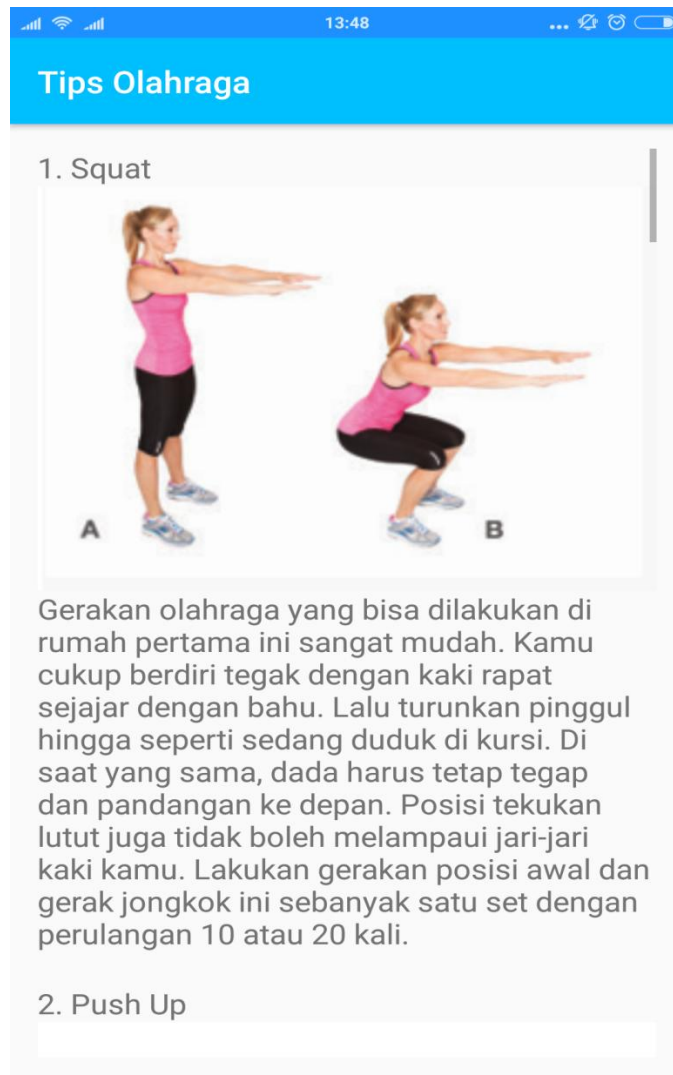 13:48
Tips Olahraga
1. Squat
A
B
Gerakan olahraga yang bisa dilakukan di
rumah pertama ini sangat mudah. Kamu
cukup berdiri tegak dengan kaki rapat
sejajar dengan bahu. Lalu turunkan pinggul
hingga seperti sedang duduk di kursi. Di
saat yang sama, dada harus tetap tegap
dan pandangan ke depan. Posisi tekukan
lutut juga tidak boleh melampaui jari-jari
kaki kamu. Lakukan gerakan posisi awal dan
gerak jongkok ini sebanyak satu set dengan
perulangan 10 atau 20 kali.
2. Push Up